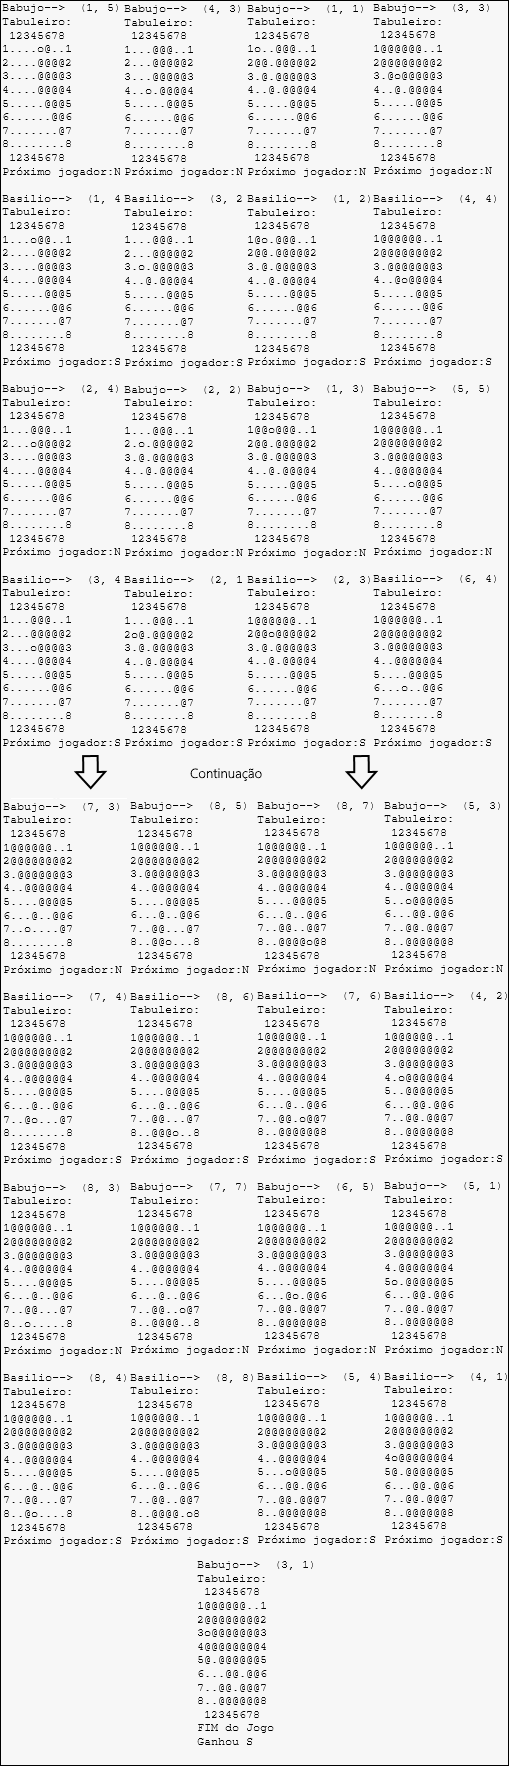 Babujo-->  (1, 5) Babujo-->  (4, 3) Babujo-->  (1, 1) Babujo-->  (3, 3)
Tabuleiro: Tabuleiro: Tabuleiro: Tabuleiro:
12345678 12345678 12345678 12345678
1....o@..1 1...@@@..1 1o..@@@..1 1@@@@@@..1
2....@@@@2 2...@@@@@2 2@@.@@@@@2 2@@@@@@@@2
3....@@@@3 3...@@@@@3 3.@.@@@@@3 3.@o@@@@@3
4....@@@@4 4..o.@@@@4 4..@.@@@@4 4..@.@@@@4
5.....@@@5 5.....@@@5 5.....@@@5 5.....@@@5
6......@@6 6......@@6 6......@@6 6......@@6
7.......@7 7.......@7 7.......@7 7.......@7
8........8 8........8 8........8 8........8
12345678 12345678 12345678 12345678
Próximo jogador:N Próximo jogador:N Próximo jogador:N Próximo jogador:N
Basilio-->  (1, 4 Basilio-->  (3, 2 Basilio-->  (1, 2) Basilio-->  (4, 4)
Tabuleiro: Tabuleiro: Tabuleiro: Tabuleiro:
12345678 12345678 12345678 12345678
1...o@@..1 1...@@@..1 1@o.@@@..1 1@@@@@@..1
2....@@@@2 2...@@@@@2 2@@.@@@@@2 2@@@@@@@@2
3....@@@@3 3.o.@@@@@3 3.@.@@@@@3 3.@@@@@@@3
4....@@@@4 4..@.@@@@4 4..@.@@@@4 4..@o@@@@4
5.....@@@5 5.....@@@5 5.....@@@5 5.....@@@5
6......@@6 6......@@6 6......@@6 6......@@6
7.......@7 7.......@7 7.......@7 7.......@7
8........8 8........8 8........8 8........8
12345678 12345678 12345678 12345678
Próximo jogador:S Próximo jogador:S Próximo jogador:S Próximo jogador:S
Babujo-->  (2, 4) Babujo-->  (2, 2) Babujo-->  (1, 3) Babujo-->  (5, 5)
Tabuleiro: Tabuleiro: Tabuleiro: Tabuleiro:
12345678 12345678 12345678 12345678
1...@@@..1 1...@@@..1 1@@o@@@..1 1@@@@@@..1
2...o@@@@2 2.o.@@@@@2 2@@.@@@@@2 2@@@@@@@@2
3....@@@@3 3.@.@@@@@3 3.@.@@@@@3 3.@@@@@@@3
4....@@@@4 4..@.@@@@4 4..@.@@@@4 4..@@@@@@4
5.....@@@5 5.....@@@5 5.....@@@5 5....o@@@5
6......@@6 6......@@6 6......@@6 6......@@6
7.......@7 7.......@7 7.......@7 7.......@7
8........8 8........8 8........8 8........8
12345678 12345678 12345678 12345678
Próximo jogador:N Próximo jogador:N Próximo jogador:N Próximo jogador:N
Basilio-->  (3, 4 Basilio-->  (2, 1 Basilio-->  (2, 3) Basilio-->  (6, 4)
Tabuleiro: Tabuleiro: Tabuleiro: Tabuleiro:
12345678 12345678 12345678 12345678
1...@@@..1 1...@@@..1 1@@@@@@..1 1@@@@@@..1
2...@@@@@2 2o@.@@@@@2 2@@o@@@@@2 2@@@@@@@@2
3...o@@@@3 3.@.@@@@@3 3.@.@@@@@3 3.@@@@@@@3
4....@@@@4 4..@.@@@@4 4..@.@@@@4 4..@@@@@@4
5.....@@@5 5.....@@@5 5.....@@@5 5....@@@@5
6......@@6 6......@@6 6......@@6 6...o..@@6
7.......@7 7.......@7 7.......@7 7.......@7
8........8 8........8 8........8 8........8
12345678 12345678 12345678 12345678
Próximo jogador:S Próximo jogador:S Próximo jogador:S Próximo jogador:S
Continuação
Babujo-->  (7, 3) Babujo-->  (8, 5) Babujo-->  (8, 7) Babujo-->  (5, 3)
Tabuleiro: Tabuleiro: Tabuleiro: Tabuleiro:
12345678 12345678 12345678 12345678
1@@@@@@..1 1@@@@@@..1 1@@@@@@..1 1@@@@@@..1
2@@@@@@@@2 2@@@@@@@@2 2@@@@@@@@2 2@@@@@@@@2
3.@@@@@@@3 3.@@@@@@@3 3.@@@@@@@3 3.@@@@@@@3
4..@@@@@@4 4..@@@@@@4 4..@@@@@@4 4..@@@@@@4
5....@@@@5 5....@@@@5 5....@@@@5 5..o@@@@@5
6...@..@@6 6...@..@@6 6...@..@@6 6...@@.@@6
7..o....@7 7..@@...@7 7..@@..@@7 7..@@.@@@7
8........8 8..@@o...8 8..@@@@o@8 8..@@@@@@8
12345678 12345678 12345678 12345678
Próximo jogador:N Próximo jogador:N Próximo jogador:N Próximo jogador:N
Basilio-->  (7, 4) Basilio-->  (8, 6) Basilio-->  (7, 6) Basilio-->  (4, 2)
Tabuleiro: Tabuleiro: Tabuleiro: Tabuleiro:
12345678 12345678 12345678 12345678
1@@@@@@..1 1@@@@@@..1 1@@@@@@..1 1@@@@@@..1
2@@@@@@@@2 2@@@@@@@@2 2@@@@@@@@2 2@@@@@@@@2
3.@@@@@@@3 3.@@@@@@@3 3.@@@@@@@3 3.@@@@@@@3
4..@@@@@@4 4..@@@@@@4 4..@@@@@@4 4.o@@@@@@4
5....@@@@5 5....@@@@5 5....@@@@5 5..@@@@@@5
6...@..@@6 6...@..@@6 6...@..@@6 6...@@.@@6
7..@o...@7 7..@@...@7 7..@@.o@@7 7..@@.@@@7
8........8 8..@@@o..8 8..@@@@@@8 8..@@@@@@8
12345678 12345678 12345678 12345678
Próximo jogador:S Próximo jogador:S Próximo jogador:S Próximo jogador:S
Babujo-->  (8, 3) Babujo-->  (7, 7) Babujo-->  (6, 5) Babujo-->  (5, 1)
Tabuleiro: Tabuleiro: Tabuleiro: Tabuleiro:
12345678 12345678 12345678 12345678
1@@@@@@..1 1@@@@@@..1 1@@@@@@..1 1@@@@@@..1
2@@@@@@@@2 2@@@@@@@@2 2@@@@@@@@2 2@@@@@@@@2
3.@@@@@@@3 3.@@@@@@@3 3.@@@@@@@3 3.@@@@@@@3
4..@@@@@@4 4..@@@@@@4 4..@@@@@@4 4..@@@@@@4
5....@@@@5 5....@@@@5 5....@@@@5 5o.@@@@@@5
6...@..@@6 6...@..@@6 6...@o.@@6 6...@@.@@6
7..@@...@7 7..@@..o@7 7..@@.@@@7 7..@@.@@@7
8..o.....8 8..@@@@..8 8..@@@@@@8 8..@@@@@@8
12345678 12345678 12345678 12345678
Próximo jogador:N Próximo jogador:N Próximo jogador:N Próximo jogador:N
Basilio-->  (8, 4) Basilio-->  (8, 8) Basilio-->  (5, 4) Basilio-->  (4, 1)
Tabuleiro: Tabuleiro: Tabuleiro: Tabuleiro:
12345678 12345678 12345678 12345678
1@@@@@@..1 1@@@@@@..1 1@@@@@@..1 1@@@@@@..1
2@@@@@@@@2 2@@@@@@@@2 2@@@@@@@@2 2@@@@@@@@2
3.@@@@@@@3 3.@@@@@@@3 3.@@@@@@@3 3.@@@@@@@3
4..@@@@@@4 4..@@@@@@4 4..@@@@@@4 4o@@@@@@@4
5....@@@@5 5....@@@@5 5...o@@@@5 5@.@@@@@@5
6...@..@@6 6...@..@@6 6...@@.@@6 6...@@.@@6
7..@@...@7 7..@@..@@7 7..@@.@@@7 7..@@.@@@7
8..@o....8 8..@@@@.o8 8..@@@@@@8 8..@@@@@@8
12345678 12345678 12345678 12345678
Próximo jogador:S Próximo jogador:S Próximo jogador:S Próximo jogador:S
Babujo-->  (3, 1)
Tabuleiro:
12345678
1@@@@@@..1
2@@@@@@@@2
3o@@@@@@@3
4@@@@@@@@4
5@.@@@@@@5
6...@@.@@6
7..@@.@@@7
8..@@@@@@8
12345678
FIM do Jogo
Ganhou S